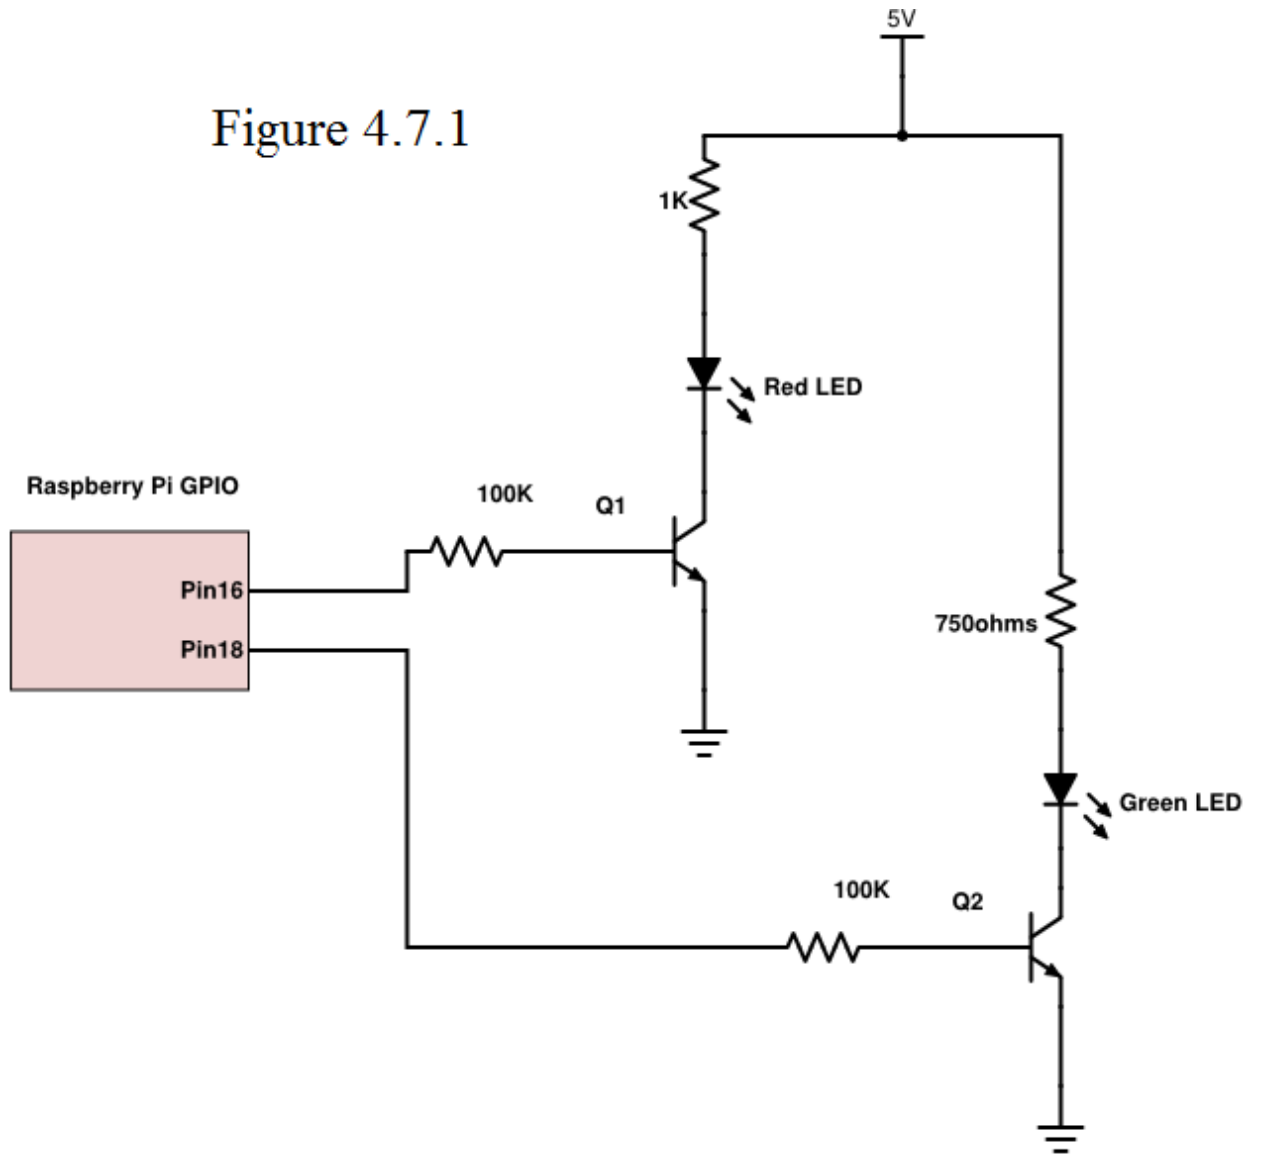 5V
Figure 4.7.1
1K
Red LED
Raspberry Pi GPIO
100K
Q1
Pin16
Pin18
750ohms
Green LED
100K
Q2